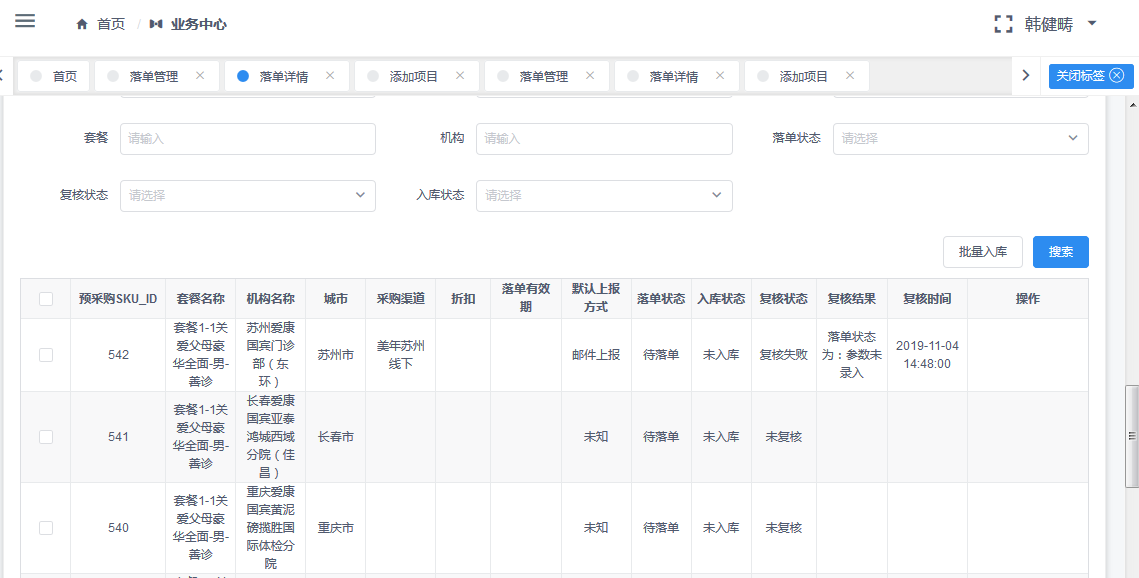 首页 / 业务中心 韩健畴
首页 落单管理 落单详情 添加项目 落单管理 落单详情 添加项目 关闭标签
套餐 请输入 机构 请输入 落单状态 请选择
复核状态 请选择 入库状态 请选择
批量入库 搜索
预采购SKU_ID 套餐名称 机构名称 城市 采购渠道 折扣 落单有效期 默认上报方式 落单状态 入库状态 复核状态 复核结果 复核时间 操作
542 套餐1-1关爱父母豪华全面-男-善诊 苏州爱康国宾门诊部（东环） 苏州市 美年苏州线下 邮件上报 待落单 未入库 复核失败 落单状态为：参数未录入 2019-11-04 14:48:00
541 套餐1-1关爱父母豪华全面-男-善诊 长春爱康国宾亚泰鸿城西域分院（佳昌） 长春市 未知 待落单 未入库 未复核
540 套餐1-1关爱父母豪华全面-男-善诊 重庆爱康国宾黄泥磅揽胜国际体检分院 重庆市 未知 待落单 未入库 未复核